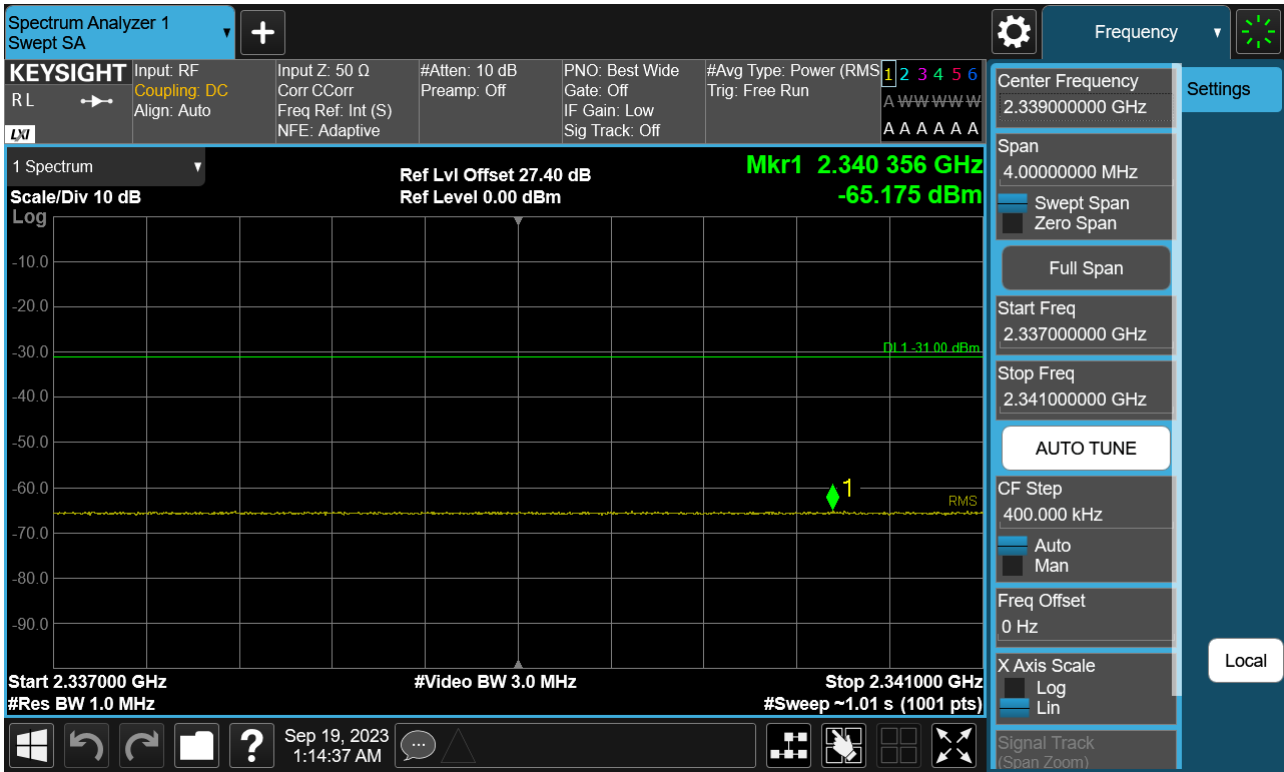 Spectrum Analyzer 1
Swept SA
+
Frequency
KEYSIGHT
R L
LXI
Input: RF
Coupling: DC
Align: Auto
Input Z: 50 Ω
Corr CCorr
Freq Ref: Int (S)
NFE: Adaptive
#Atten: 10 dB
Preamp: Off
PNO: Best Wide
Gate: Off
IF Gain: Low
Sig Track: Off
#Avg Type: Power (RMS
Trig: Free Run
1 2 3 4 5 6
A W W W W W
A A A A A A
1 Spectrum
Scale/Div 10 dB
Log
Ref Lvl Offset 27.40 dB
Ref Level 0.00 dBm
Mkr1 2.340 356 GHz
-65.175 dBm
-10.0
-20.0
-30.0
-40.0
-50.0
-60.0
-70.0
-80.0
-90.0
DL1 -31.00 dBm
1
RMS
Start 2.337000 GHz
#Res BW 1.0 MHz
#Video BW 3.0 MHz
Stop 2.341000 GHz
#Sweep ~1.01 s (1001 pts)
Center Frequency
2.339000000 GHz
Span
4.00000000 MHz
Swept Span
Zero Span
Full Span
Start Freq
2.337000000 GHz
Stop Freq
2.341000000 GHz
AUTO TUNE
CF Step
400.000 kHz
Auto
Man
Freq Offset
0 Hz
X Axis Scale
Log
Lin
Signal Track
(Span Zoom)
Settings
Local
?
Sep 19, 2023
1:14:37 AM